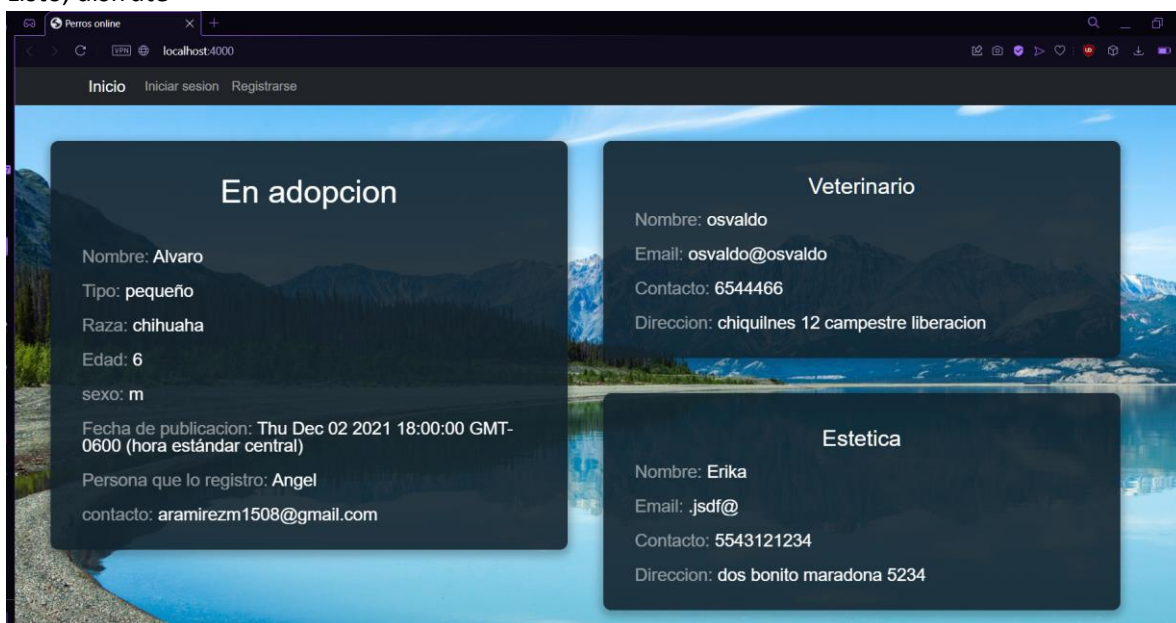 Listo, disfrute
Perros online
VPN localhost:4000
Inicio Iniciar sesion Registrarse
En adopcion
Nombre: Alvaro
Tipo: pequeño
Raza: chihuaha
Edad: 6
sexo: m
Fecha de publicacion: Thu Dec 02 2021 18:00:00 GMT-
0600 (hora estándar central)
Persona que lo registro: Angel
contacto: aramirezm1508@gmail.com
Veterinario
Nombre: osvaldo
Email: osvaldo@osvaldo
Contacto: 6544466
Direccion: chiquilnes 12 campestre liberacion
Estetica
Nombre: Erika
Email: .jsdf@
Contacto: 5543121234
Direccion: dos bonito maradona 5234